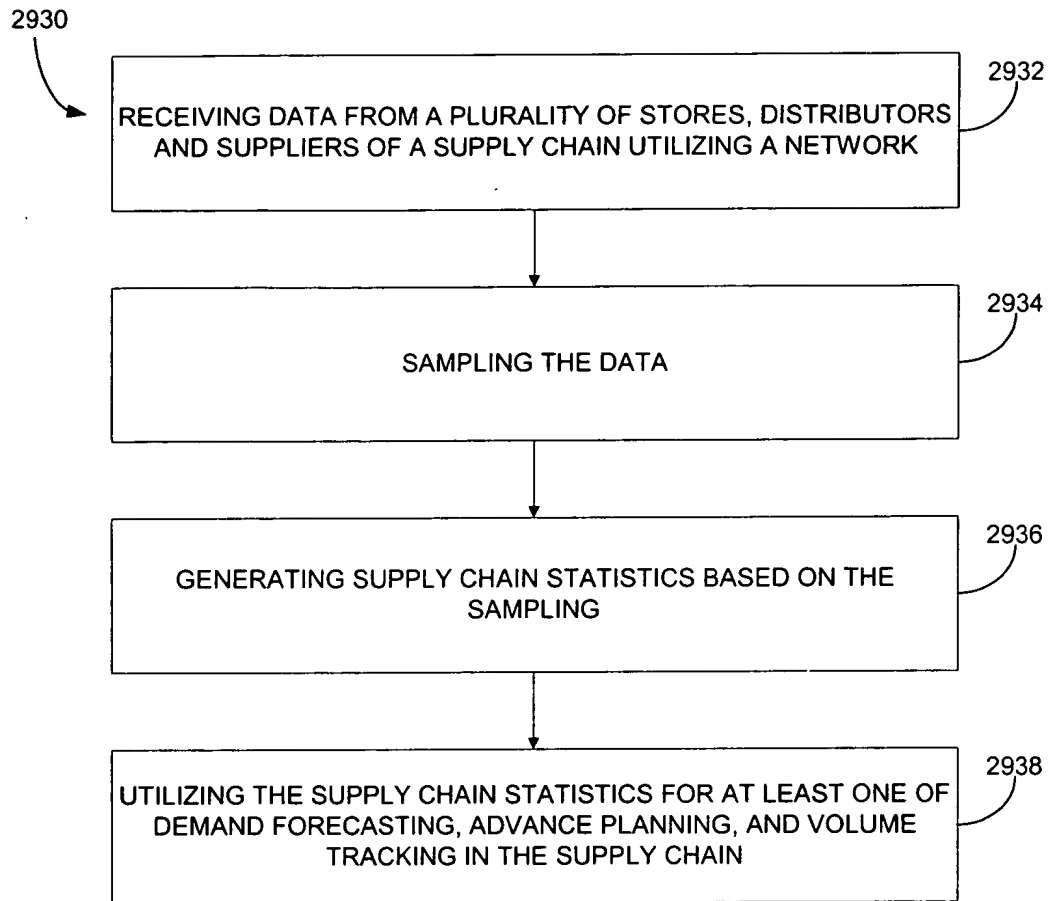 2930
2932
RECEIVING DATA FROM A PLURALITY OF STORES, DISTRIBUTORS
AND SUPPLIERS OF A SUPPLY CHAIN UTILIZING A NETWORK
2934
SAMPLING THE DATA
2936
GENERATING SUPPLY CHAIN STATISTICS BASED ON THE
SAMPLING
2938
UTILIZING THE SUPPLY CHAIN STATISTICS FOR AT LEAST ONE OF
DEMAND FORECASTING, ADVANCE PLANNING, AND VOLUME
TRACKING IN THE SUPPLY CHAIN